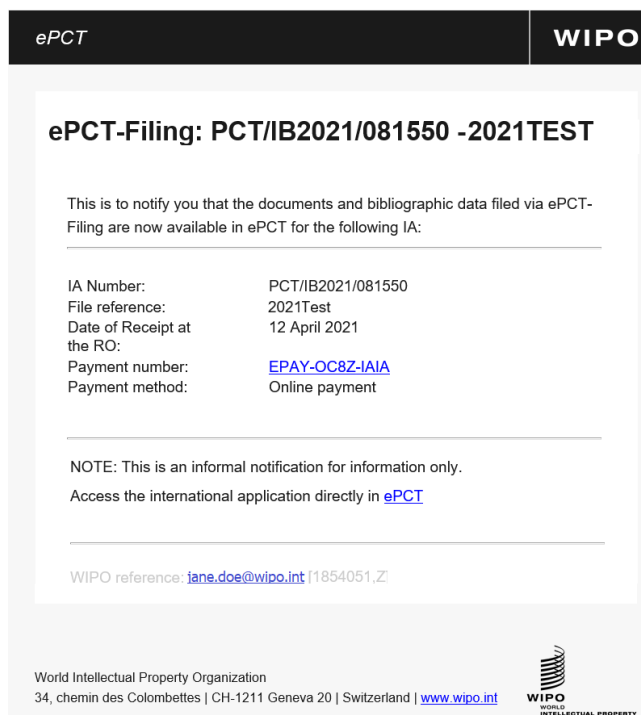 ePCT
WIPO
ePCT-Filing: PCT/IB2021/081550 -2021TEST
This is to notify you that the documents and bibliographic data filed via ePCT-
Filing are now available in ePCT for the following IA:
IA Number: PCT/IB2021/081550
File reference: 2021Test
Date of Receipt at 12 April 2021
the RO:
Payment number: EPAY-OC8Z-IAIA
Payment method: Online payment
NOTE: This is an informal notification for information only.
Access the international application directly in ePCT
WIPO reference: jane.doe@wipo.int [1854051,Z]
World Intellectual Property Organization
34, chemin des Colombettes | CH-1211 Geneva 20 | Switzerland | www.wipo.int
WIPO
WORLD
INTELLECTUAL PROPERTY